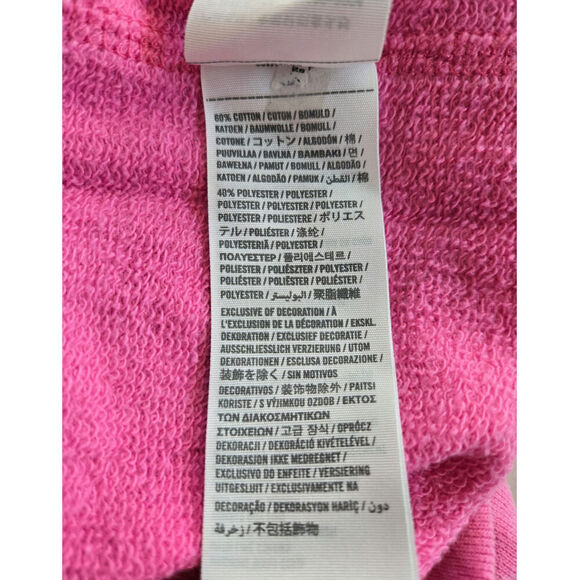 60% COTTON / COTON / BOMULD /
KATOEN / BAUMWOLLE / BOMULL /
COTONE / コットン / ALGODÓN / 棉 /
PUUVILLAA / BAVLNA / BAMBAKI / 면 /
BAWEŁNA / PAMUT / BOMULL / ALGODÃO /
KATOEN / ALGODÃO / PAMUK / القطن / 棉
40% POLYESTER / POLYESTER /
POLYESTER / POLYESTER / POLYESTER /
POLYESTER / POLIESTERE / ポリエス
テル / POLIÉSTER / 涤纶 /
POLYESTERIÄ / POLYESTER /
ΠΟΛΥΕΣΤΕΡ / 폴리에스테르 /
POLIESTER / POLIÉSZTER / POLYESTER /
POLIÉSTER / POLYESTER / POLIÉSTER /
POLYESTER / البوليستر / 聚脂纖維
EXCLUSIVE OF DECORATION / À
L'EXCLUSION DE LA DÉCORATION / EKSKL.
DEKORATION / EXCLUSIEF DECORATIE /
AUSSCHLIESSLICH VERZIERUNG / UTOM
DEKORATIONEN / ESCLUSA DECORAZIONE /
装飾を除く / SIN MOTIVOS
DECORATIVOS / 装饰物除外 / PAITSI
KORISTE / S VÝJIMKOU OZDOB / ΕΚΤΟΣ
ΤΩΝ ΔΙΑΚΟΣΜΗΤΙΚΩΝ
ΣΤΟΙΧΕΙΩΝ / 고급 장식 / OPRÓCZ
DEKORACJI / DEKORÁCIÓ KIVÉTELÉVEL /
DEKORASJON IKKE MEDREGNET /
EXCLUSIVO DE ENFEITE / VERSIERING
UITGESLUIT / EXCLUSIVAMENTE NA
DECORAÇÃO / DEKORASYON HARİÇ / دون
زخرفة / 不包括飾物